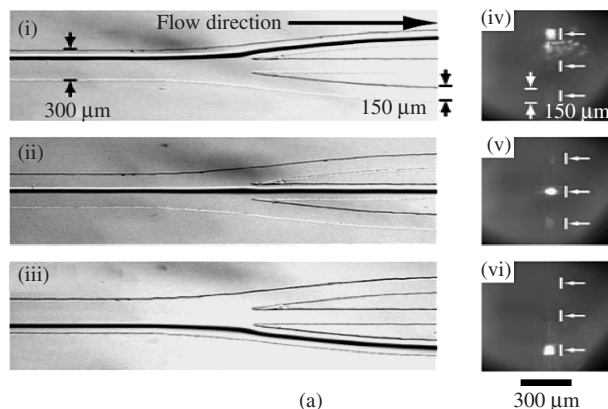 (i)
Flow direction
300 µm
150 µm
(ii)
(iii)
(iv)
150 µm
(v)
(vi)
300 µm
(a)